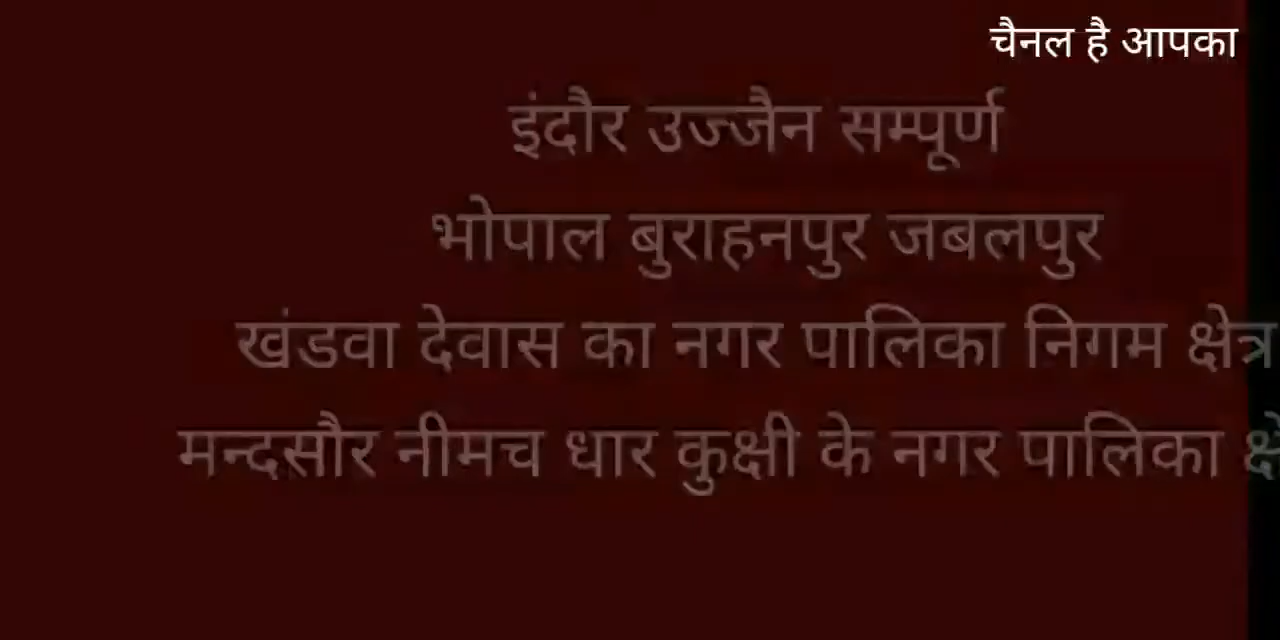 चैनल है आपका
इंदौर उज्जैन सम्पूर्ण
भोपाल बुराहनपुर जबलपुर
खंडवा देवास का नगर पालिका निगम क्षेत्र
मन्दसौर नीमच धार कुक्षी के नगर पालिका